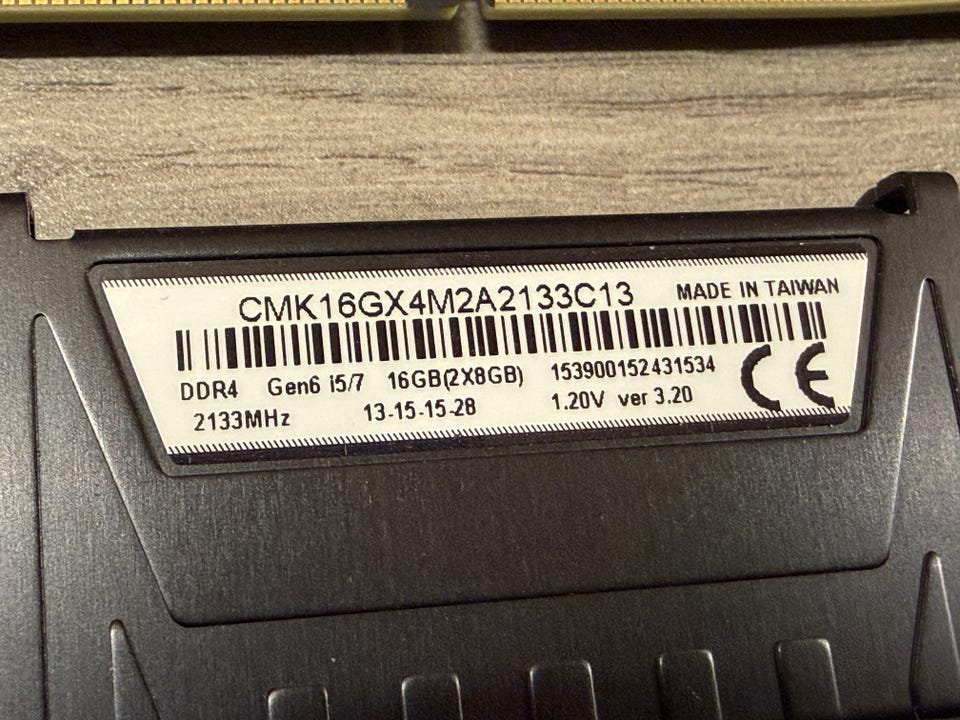 CMK16GX4M2A2133C13 MADE IN TAIWAN
DDR4 Gen6 i5/7 16GB(2X8GB) 153900152431534
2133MHz 13-15-15-28 1.20V ver 3.20
CE